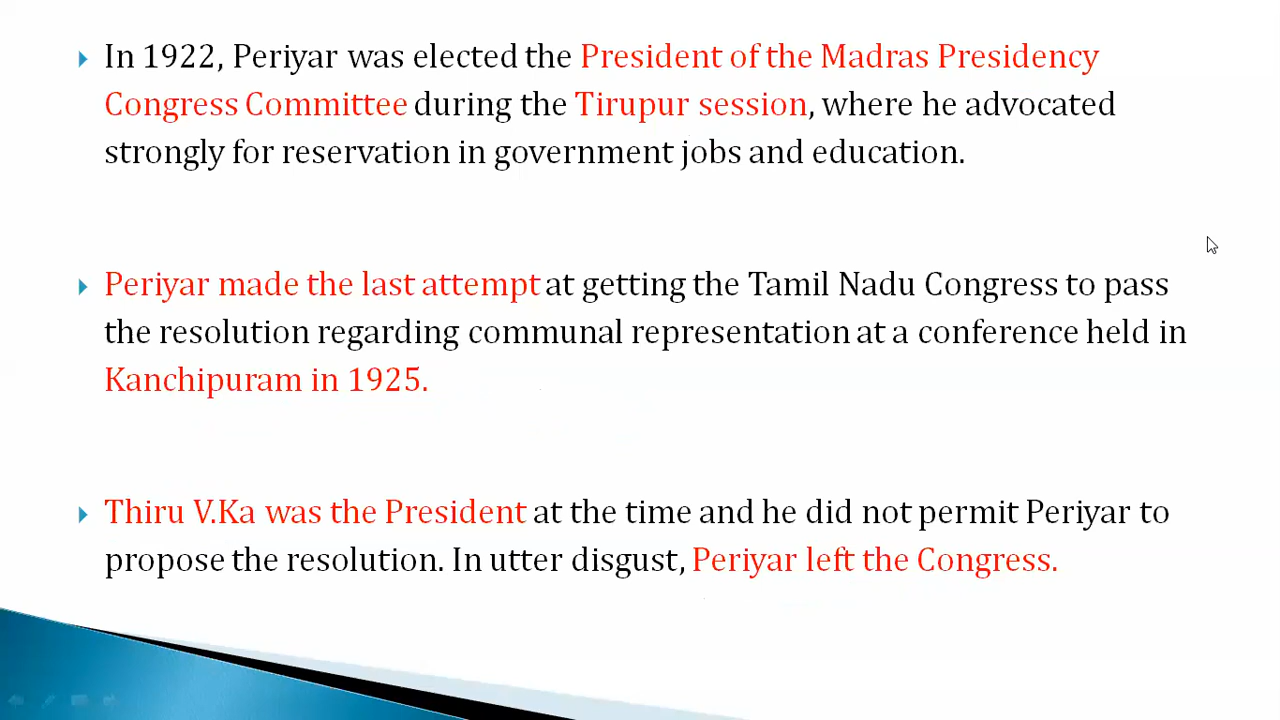 In 1922, Periyar was elected the President of the Madras Presidency
Congress Committee during the Tirupur session, where he advocated
strongly for reservation in government jobs and education.
Periyar made the last attempt at getting the Tamil Nadu Congress to pass
the resolution regarding communal representation at a conference held in
Kanchipuram in 1925.
Thiru V.Ka was the President at the time and he did not permit Periyar to
propose the resolution. In utter disgust, Periyar left the Congress.